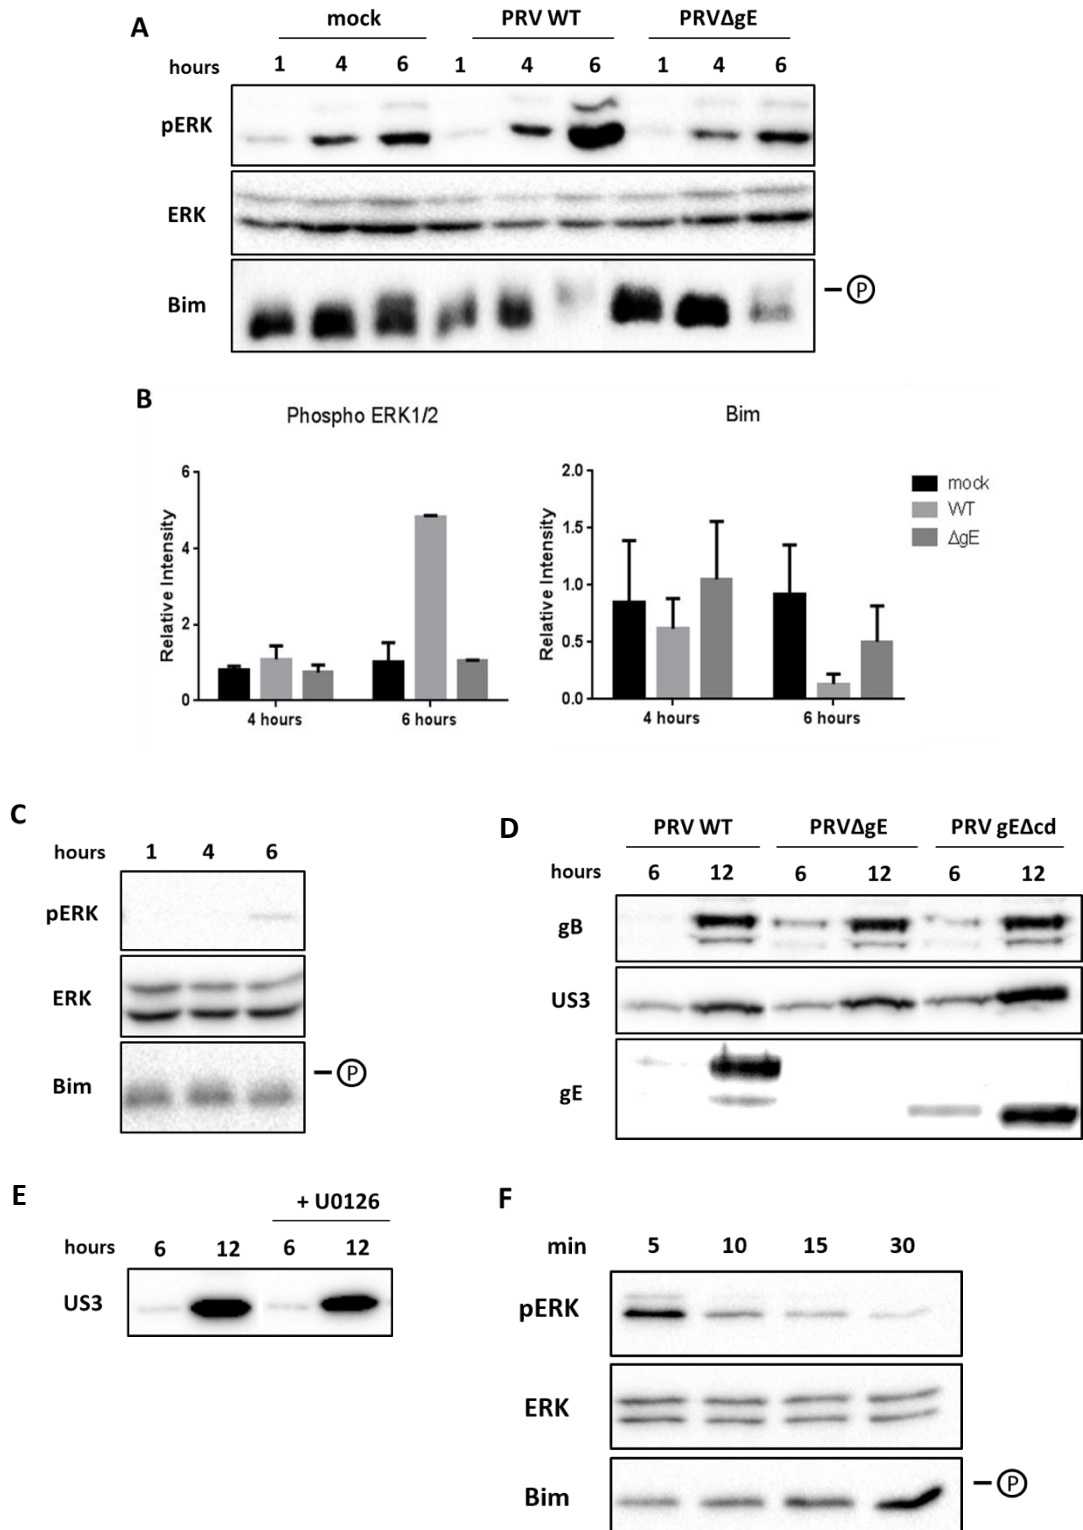 A
mock PRV WT PRVΔgE
hours 1 4 6 1 4 6 1 4 6
pERK
ERK
Bim
P
B
Phospho ERK1/2
Bim
Relative Intensity
6
4
2
0
4 hours 6 hours
Relative Intensity
2.0
1.5
1.0
0.5
0.0
4 hours 6 hours
mock
WT
ΔgE
C
hours 1 4 6
pERK
ERK
Bim
P
D
PRV WT PRVΔgE PRV gEΔcd
hours 6 12 6 12 6 12
gB
US3
gE
E
+ U0126
hours 6 12 6 12
US3
F
min 5 10 15 30
pERK
ERK
Bim
P